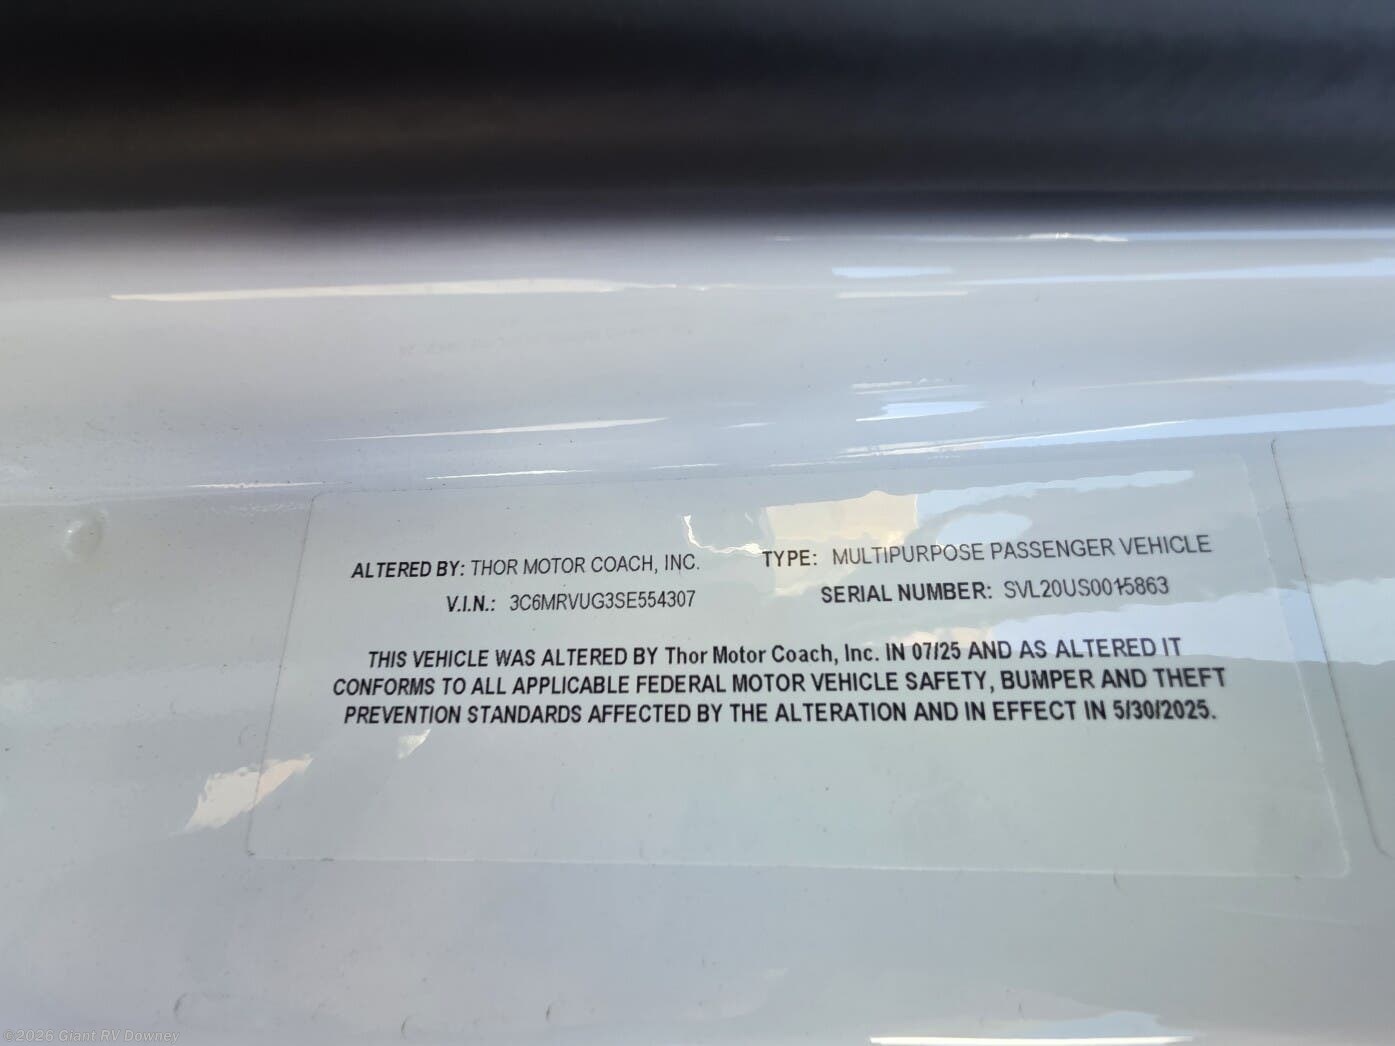 ALTERED BY: THOR MOTOR COACH, INC. TYPE: MULTIPURPOSE PASSENGER VEHICLE
V.I.N.: 3C6MRVUG3SE554307 SERIAL NUMBER: SVL20US0015863
THIS VEHICLE WAS ALTERED BY Thor Motor Coach, Inc. IN 07/25 AND AS ALTERED IT
CONFORMS TO ALL APPLICABLE FEDERAL MOTOR VEHICLE SAFETY, BUMPER AND THEFT
PREVENTION STANDARDS AFFECTED BY THE ALTERATION AND IN EFFECT IN 5/30/2025.
©2026 Giant RV Downey